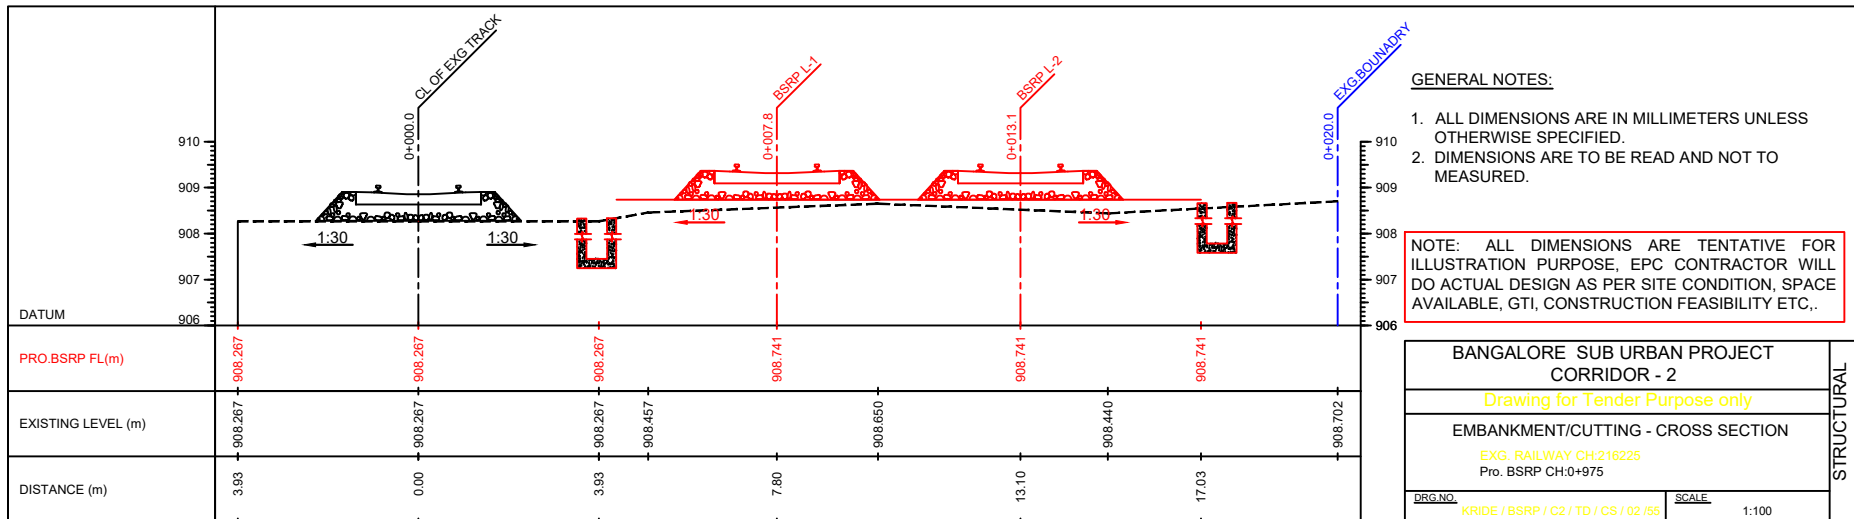 CL OF EXG TRACK
BSRP L-1
BSRP L-2
EXG.BOUNADRY
0+000.0
0+007.8
0+013.1
0+020.0
910
909
908
907
906
910
909
908
907
906
1:30
1:30
1:30
1:30
DATUM
PRO.BSRP FL(m)
908.267
908.267
908.267
908.741
908.741
908.741
EXISTING LEVEL (m)
908.267
908.267
908.267
908.457
908.650
908.440
908.702
DISTANCE (m)
3.93
0.00
3.93
7.80
13.10
17.03
GENERAL NOTES:
1. ALL DIMENSIONS ARE IN MILLIMETERS UNLESS
OTHERWISE SPECIFIED.
2. DIMENSIONS ARE TO BE READ AND NOT TO
MEASURED.
NOTE: ALL DIMENSIONS ARE TENTATIVE FOR
ILLUSTRATION PURPOSE, EPC CONTRACTOR WILL
DO ACTUAL DESIGN AS PER SITE CONDITION, SPACE
AVAILABLE, GTI, CONSTRUCTION FEASIBILITY ETC,.
BANGALORE SUB URBAN PROJECT
CORRIDOR - 2
Drawing for Tender Purpose only
EMBANKMENT/CUTTING - CROSS SECTION
EXG. RAILWAY CH:216225
Pro. BSRP CH:0+975
STRUCTURAL
DRG.NO.
KRIDE / BSRP / C2 / TD / CS / 02 /56
SCALE
1:100